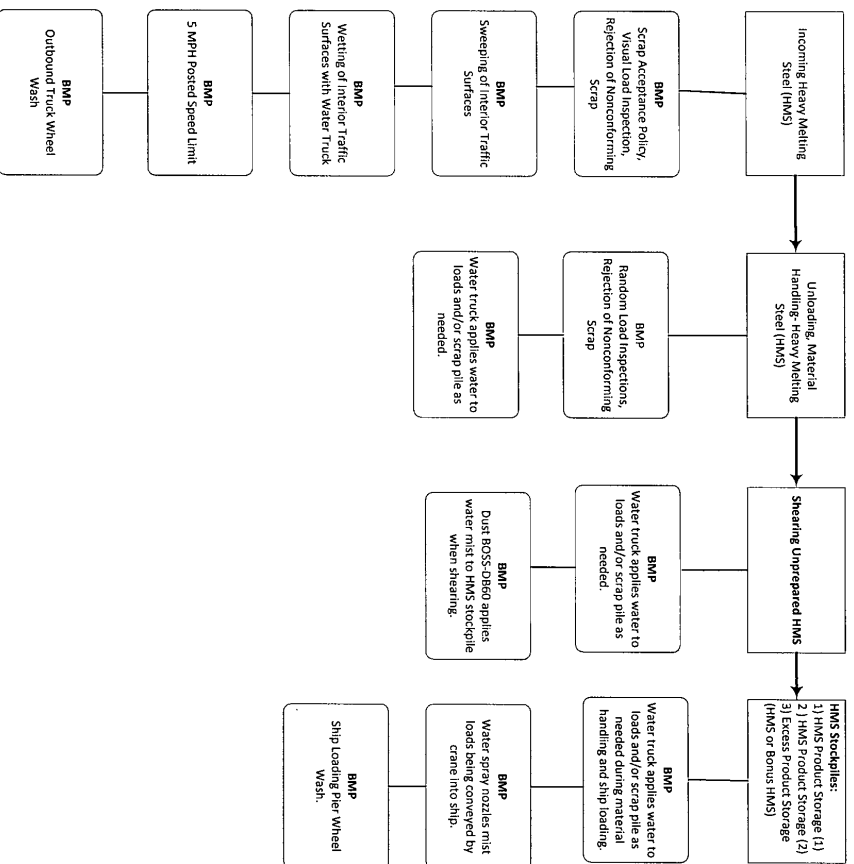 Incoming Heavy Melting
Steel (HMS)
BMP
Scrap Acceptance Policy,
Visual Load Inspection,
Rejection of Nonconforming
Scrap
BMP
Sweeping of Interior Traffic
Surfaces
BMP
Wetting of Interior Traffic
Surfaces with Water Truck
BMP
5 MPH Posted Speed Limit
BMP
Outbound Truck Wheel
Wash
Unloading, Material
Handling- Heavy Melting
Steel (HMS)
BMP
Random Load Inspections,
Rejection of Nonconforming
Scrap
BMP
Water truck applies water to
loads and/or scrap pile as
needed.
Shearing Unprepared HMS
BMP
Water truck applies water to
loads and/or scrap pile as
needed.
BMP
Dust BOSS-DB60 applies
water mist to HMS stockpile
when shearing.
HMS Stockpiles:
1) HMS Product Storage (1)
2 ) HMS Product Storage (2)
3) Excess Product Storage
(HMS or Bonus HMS)
BMP
Water truck applies water to
loads and/or scrap pile as
needed during material
handling and ship loading.
BMP
Water spray nozzles mist
loads being conveyed by
crane into ship.
BMP
Ship Loading Pier Wheel
Wash.